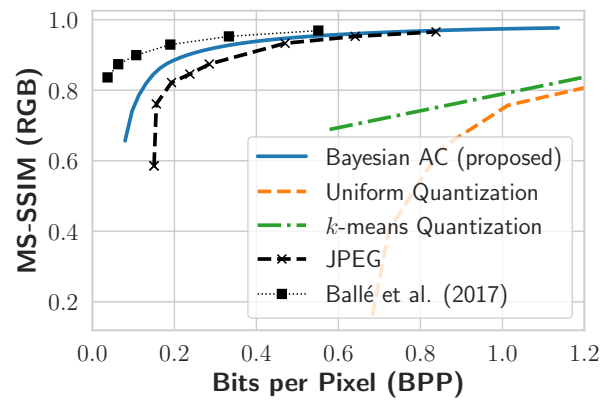 MS-SSIM (RGB)
1.0
0.8
0.6
0.4
0.2
Bayesian AC (proposed)
Uniform Quantization
k-means Quantization
JPEG
Ballé et al. (2017)
0.0 0.2 0.4 0.6 0.8 1.0 1.2
Bits per Pixel (BPP)